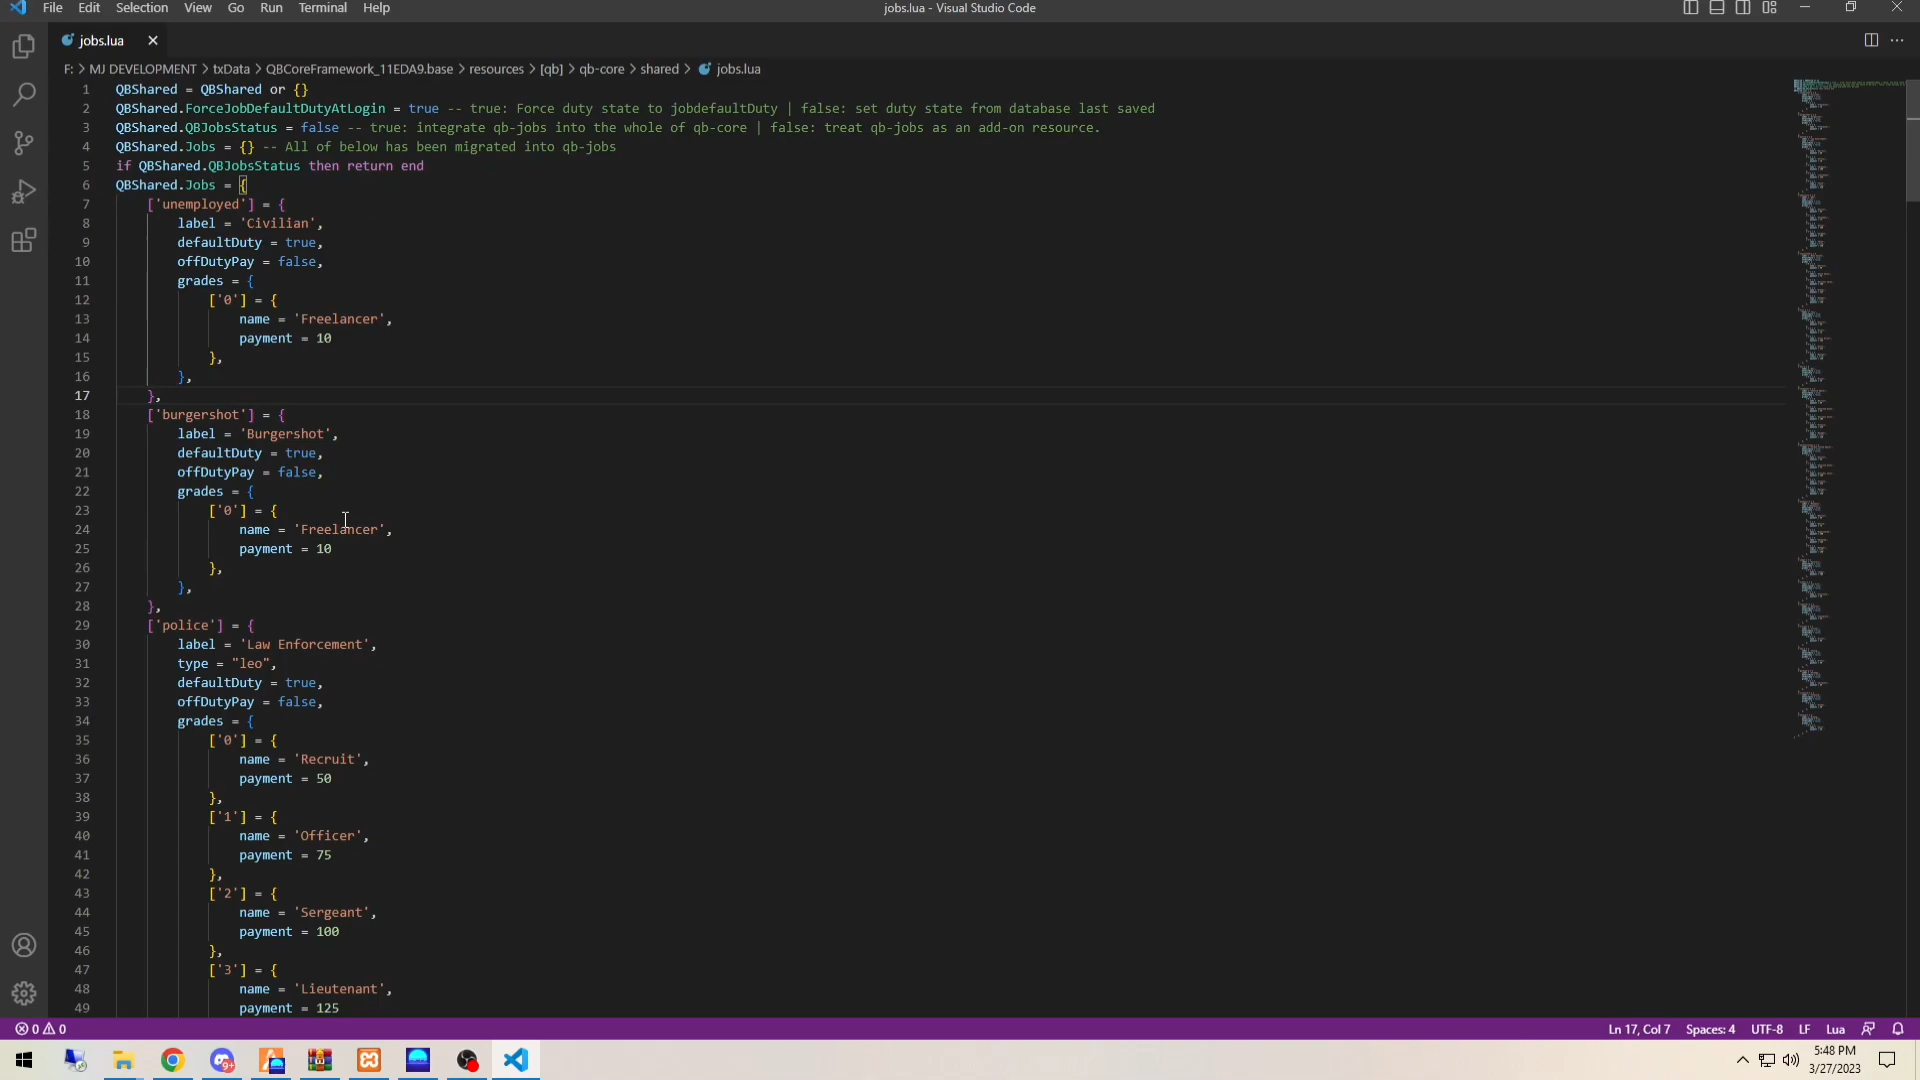 File Edit Selection View Go Run Terminal Help
jobs.lua - Visual Studio Code
jobs.lua
F: > MJ DEVELOPMENT > txData > QBCoreFramework_11EDA9.base > resources > [qb] > qb-core > shared > jobs.lua
1 QBShared = QBShared or {}
2 QBShared.ForceJobDefaultDutyAtLogin = true -- true: Force duty state to jobdefaultDuty | false: set duty state from database last saved
3 QBShared.QBJobsStatus = false -- true: integrate qb-jobs into the whole of qb-core | false: treat qb-jobs as an add-on resource.
4 QBShared.Jobs = {} -- All of below has been migrated into qb-jobs
5 if QBShared.QBJobsStatus then return end
6 QBShared.Jobs = {
7 ['unemployed'] = {
8 label = 'Civilian',
9 defaultDuty = true,
10 offDutyPay = false,
11 grades = {
12 ['0'] = {
13 name = 'Freelancer',
14 payment = 10
15 },
16 },
17 },
18 ['burgershot'] = {
19 label = 'Burgershot',
20 defaultDuty = true,
21 offDutyPay = false,
22 grades = {
23 ['0'] = {
24 name = 'Freelancer',
25 payment = 10
26 },
27 },
28 },
29 ['police'] = {
30 label = 'Law Enforcement',
31 type = "leo",
32 defaultDuty = true,
33 offDutyPay = false,
34 grades = {
35 ['0'] = {
36 name = 'Recruit',
37 payment = 50
38 },
39 ['1'] = {
40 name = 'Officer',
41 payment = 75
42 },
43 ['2'] = {
44 name = 'Sergeant',
45 payment = 100
46 },
47 ['3'] = {
48 name = 'Lieutenant',
49 payment = 125
0 0
Ln 17, Col 7 Spaces: 4 UTF-8 LF Lua
9+
5:48 PM
3/27/2023